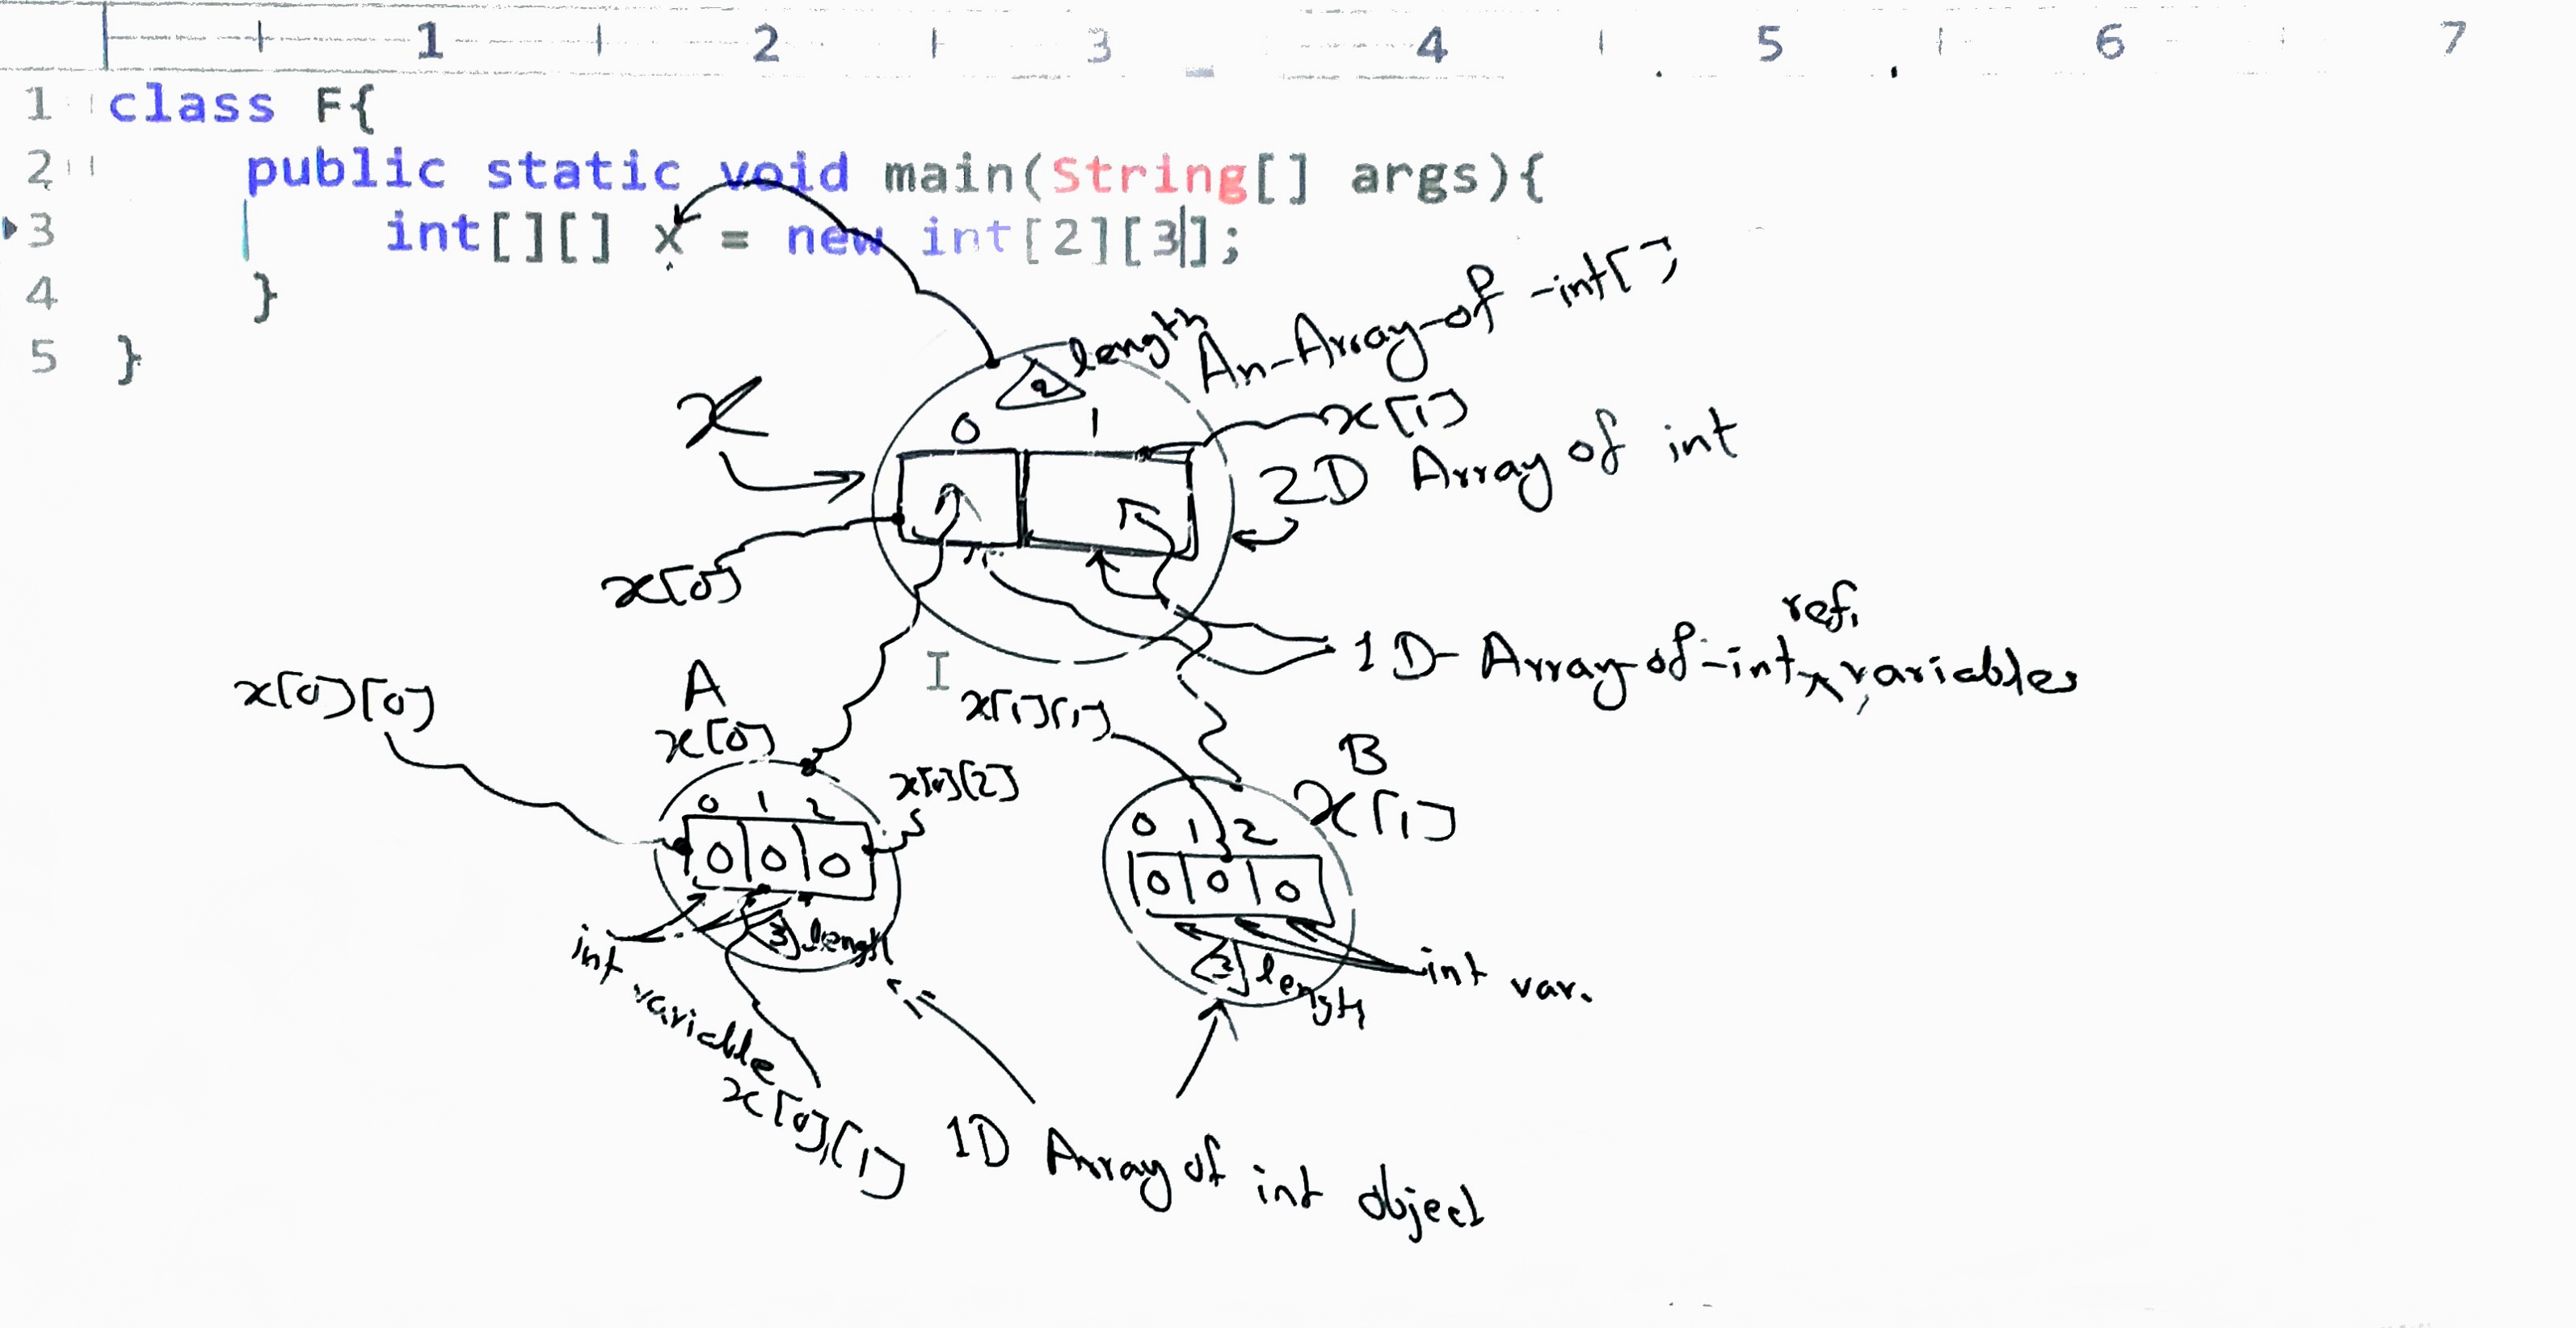 1 2 3 4 5 6 7
1 class F{
2 public static void main(String[] args){
3 int[][] x = new int[2][3];
4 }
5 }
An-Array-of-int[]
length
2
x
0 1
x[1]
2D Array of int
x[0]
ref.
1D-Array-of-int variables
x[0][0]
A
x[0]
x[1][1]
B
x[1]
x[0][2]
0 1 2
0 0 0
3 length
0 1 2
0 0 0
3 length
int variable
int var.
x[0][1]
1D Array of int object